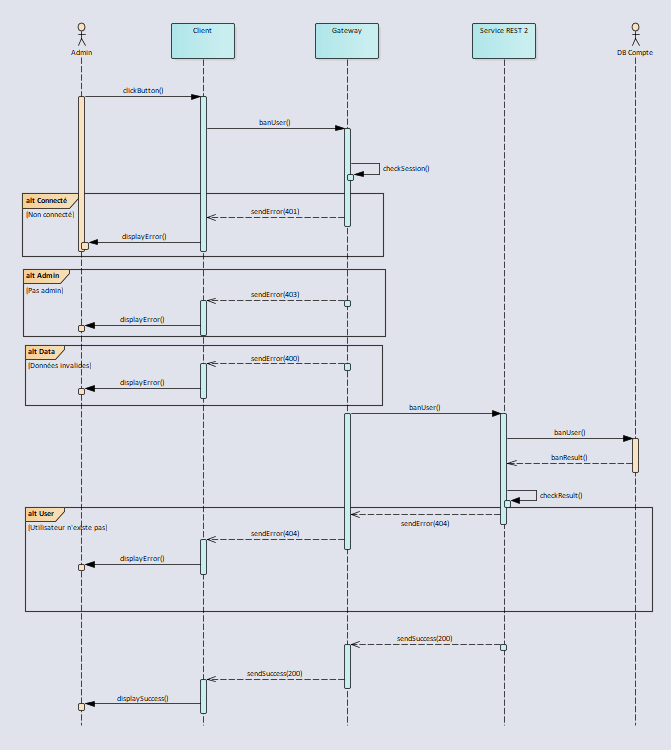 Client
Gateway
Service REST 2
Admin
DB Compte
clickButton()
banUser()
checkSession()
alt Connecté
[Non connecté]
sendError(401)
displayError()
alt Admin
[Pas admin]
sendError(403)
displayError()
alt Data
[Données invalides]
sendError(400)
displayError()
banUser()
banUser()
banResult()
checkResult()
alt User
[Utilisateur n'existe pas]
sendError(404)
sendError(404)
displayError()
sendSuccess(200)
sendSuccess(200)
displaySuccess()